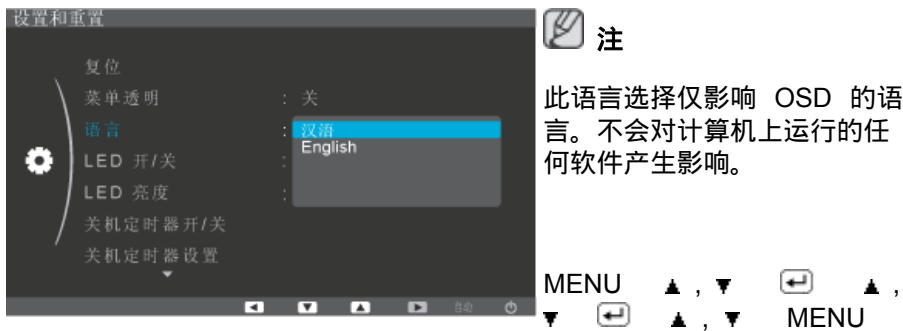 设置和重置
复位
菜单透明 : 关
语言 : 汉语
English
LED 开/关 :
LED 亮度 :
关机定时器开/关
关机定时器设置
自动
注
此语言选择仅影响 OSD 的语
言。不会对计算机上运行的任
何软件产生影响。
MENU ▲ , ▼ ▲ ,
▼ ▲ , ▼ MENU